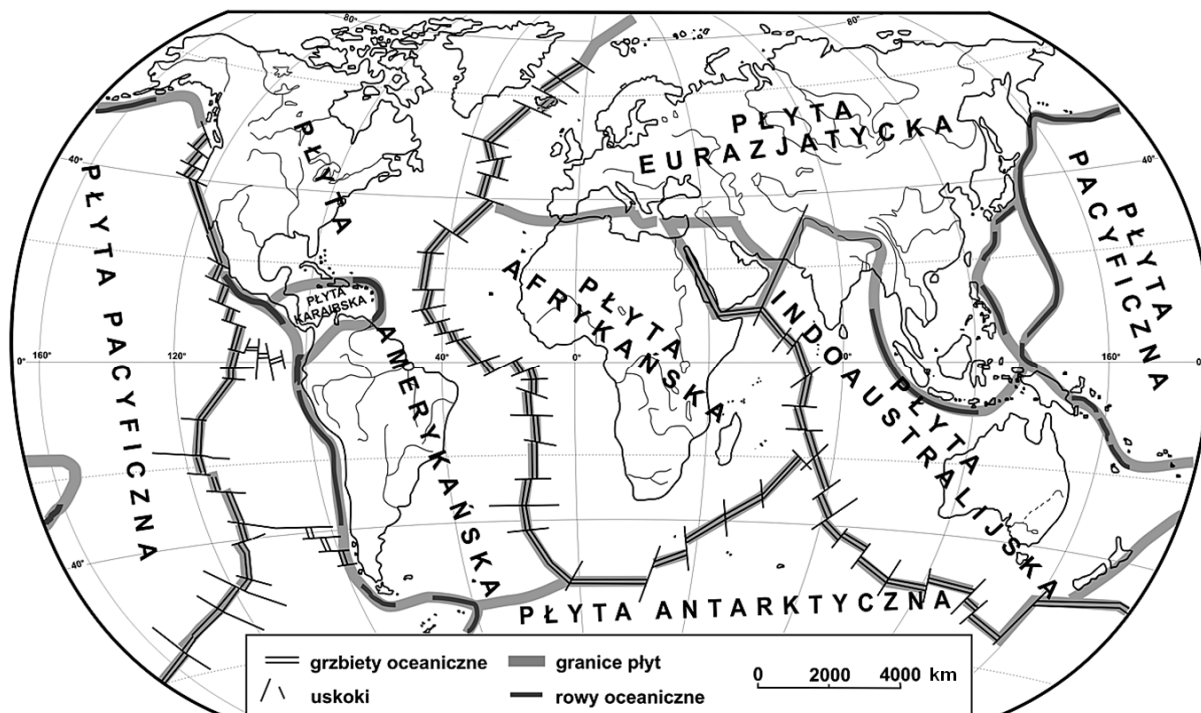 80°
80°
PŁYTA
EURAZJATYCKA
PŁYTA
AMERYKAŃSKA
40°
40°
PŁYTA PACYFICZNA
PŁYTA
PACYFICZNA
PŁYTA
KARAIBSKA
PŁYTA
AFRYKAŃSKA
PŁYTA
INDOAUSTRALIJSKA
0°
160°
120°
40°
0°
160°
0
40°
40°
PŁYTA ANTARKTYCZNA
grzbiety oceaniczne
granice płyt
0 2000 4000 km
uskoki
rowy oceaniczne